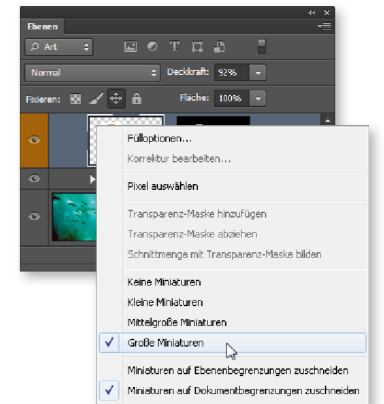 Ebenen
Art
Normal
Deckkraft: 92%
Fixieren:
Fläche: 100%
Fülloptionen...
Korrektur bearbeiten...
Pixel auswählen
Transparenz-Maske hinzufügen
Transparenz-Maske abziehen
Schnittmenge mit Transparenz-Maske bilden
Keine Miniaturen
Kleine Miniaturen
Mittelgroße Miniaturen
Große Miniaturen
Miniaturen auf Ebenenbegrenzungen zuschneiden
Miniaturen auf Dokumentbegrenzungen zuschneiden